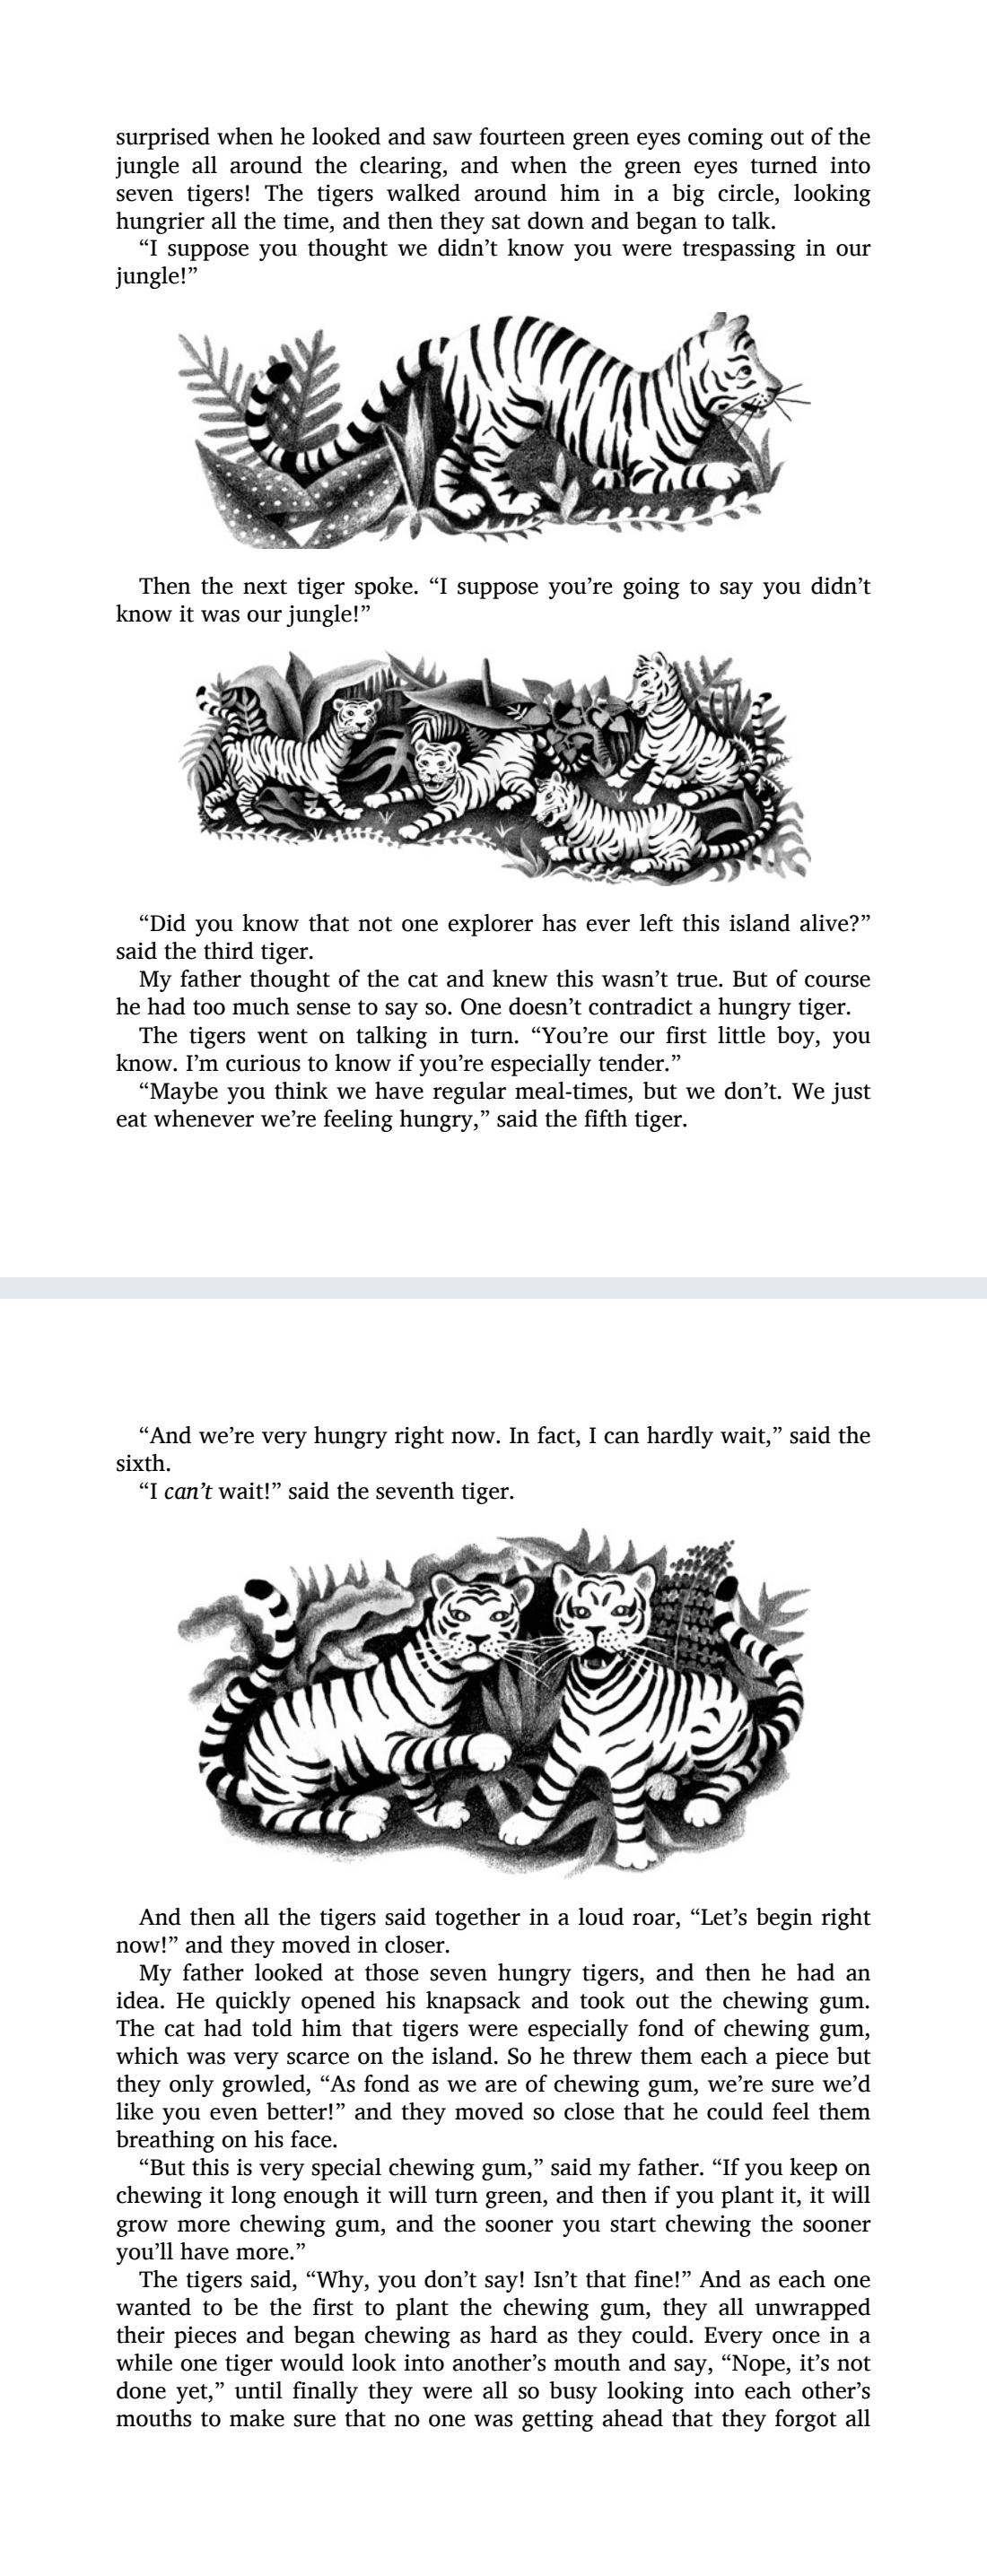 surprised when he looked and saw fourteen green eyes coming out of the
jungle all around the clearing, and when the green eyes turned into
seven tigers! The tigers walked around him in a big circle, looking
hungrier all the time, and then they sat down and began to talk.
“I suppose you thought we didn’t know you were trespassing in our
jungle!”
Then the next tiger spoke. “I suppose you’re going to say you didn’t
know it was our jungle!”
“Did you know that not one explorer has ever left this island alive?”
said the third tiger.
My father thought of the cat and knew this wasn’t true. But of course
he had too much sense to say so. One doesn’t contradict a hungry tiger.
The tigers went on talking in turn. “You’re our first little boy, you
know. I’m curious to know if you’re especially tender.”
“Maybe you think we have regular meal-times, but we don’t. We just
eat whenever we’re feeling hungry,” said the fifth tiger.
“And we’re very hungry right now. In fact, I can hardly wait,” said the
sixth.
“I can’t wait!” said the seventh tiger.
And then all the tigers said together in a loud roar, “Let’s begin right
now!” and they moved in closer.
My father looked at those seven hungry tigers, and then he had an
idea. He quickly opened his knapsack and took out the chewing gum.
The cat had told him that tigers were especially fond of chewing gum,
which was very scarce on the island. So he threw them each a piece but
they only growled, “As fond as we are of chewing gum, we’re sure we’d
like you even better!” and they moved so close that he could feel them
breathing on his face.
“But this is very special chewing gum,” said my father. “If you keep on
chewing it long enough it will turn green, and then if you plant it, it will
grow more chewing gum, and the sooner you start chewing the sooner
you’ll have more.”
The tigers said, “Why, you don’t say! Isn’t that fine!” And as each one
wanted to be the first to plant the chewing gum, they all unwrapped
their pieces and began chewing as hard as they could. Every once in a
while one tiger would look into another’s mouth and say, “Nope, it’s not
done yet,” until finally they were all so busy looking into each other’s
mouths to make sure that no one was getting ahead that they forgot all